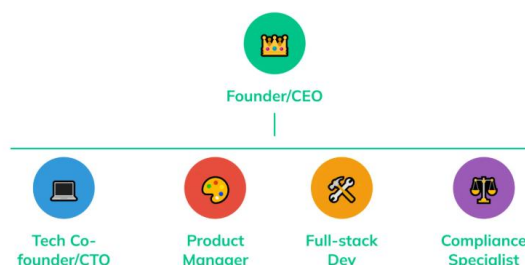 Founder/CEO
Tech Co-
founder/CTO
Product
Manager
Full-stack
Dev
Compliance
Specialist